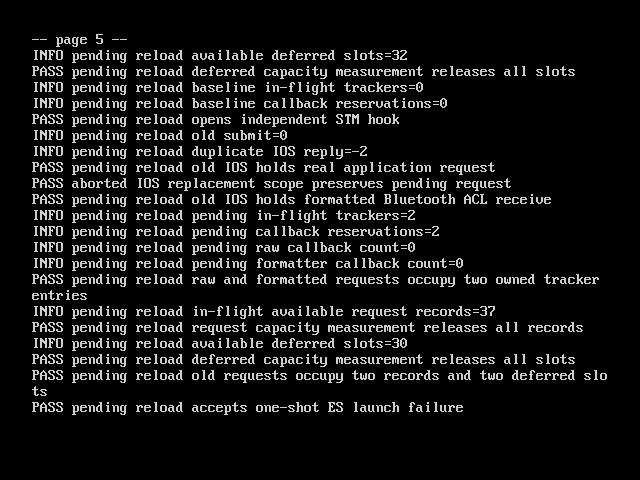 -- page 5 --
INFO pending reload available deferred slots=32
PASS pending reload deferred capacity measurement releases all slots
INFO pending reload baseline in-flight trackers=0
INFO pending reload baseline callback reservations=0
PASS pending reload opens independent STM hook
INFO pending reload old submit=0
INFO pending reload duplicate IOS reply=-2
PASS pending reload old IOS holds real application request
PASS aborted IOS replacement scope preserves pending request
PASS pending reload old IOS holds formatted Bluetooth ACL receive
INFO pending reload pending in-flight trackers=2
INFO pending reload pending callback reservations=2
INFO pending reload pending raw callback count=0
INFO pending reload pending formatter callback count=0
PASS pending reload raw and formatted requests occupy two owned tracker
entries
INFO pending reload in-flight available request records=37
PASS pending reload request capacity measurement releases all records
INFO pending reload available deferred slots=30
PASS pending reload deferred capacity measurement releases all slots
PASS pending reload old requests occupy two records and two deferred slo
ts
PASS pending reload accepts one-shot ES launch failure